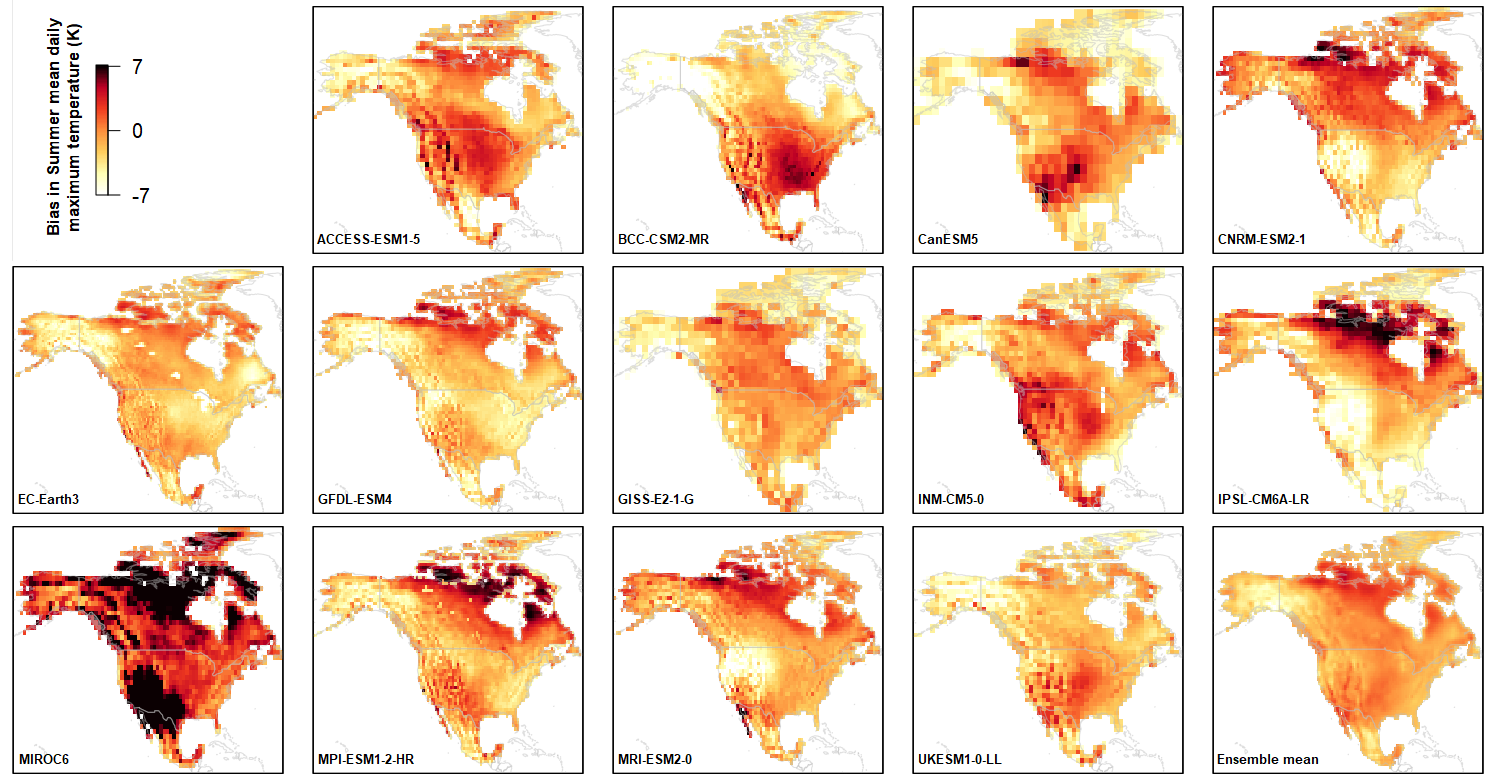 Bias in Summer mean daily
maximum temperature (K)
7
0
-7
ACCESS-ESM1-5
BCC-CSM2-MR
CanESM5
CNRM-ESM2-1
EC-Earth3
GFDL-ESM4
GISS-E2-1-G
INM-CM5-0
IPSL-CM6A-LR
MIROC6
MPI-ESM1-2-HR
MRI-ESM2-0
UKESM1-0-LL
Ensemble mean